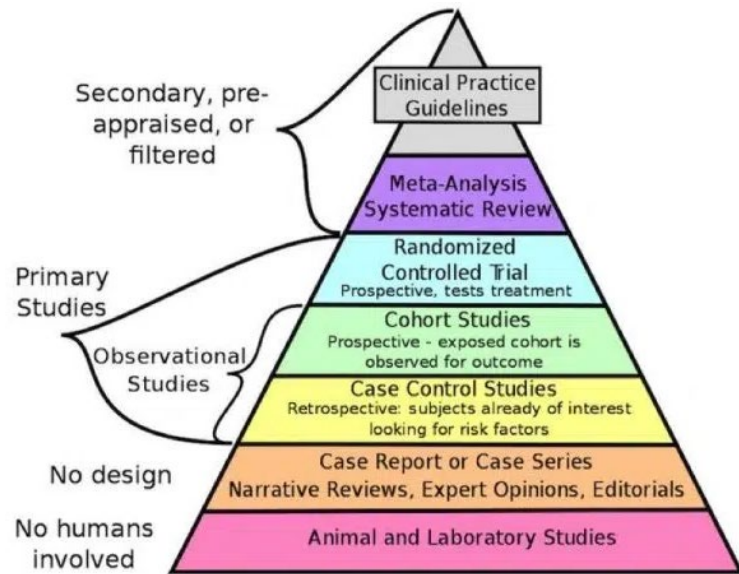 Secondary, pre-
appraised, or
filtered
Clinical Practice
Guidelines
Meta-Analysis
Systematic Review
Primary
Studies
Randomized
Controlled Trial
Prospective, tests treatment
Observational
Studies
Cohort Studies
Prospective - exposed cohort is
observed for outcome
Case Control Studies
Retrospective: subjects already of interest
looking for risk factors
No design
Case Report or Case Series
Narrative Reviews, Expert Opinions, Editorials
No humans
involved
Animal and Laboratory Studies